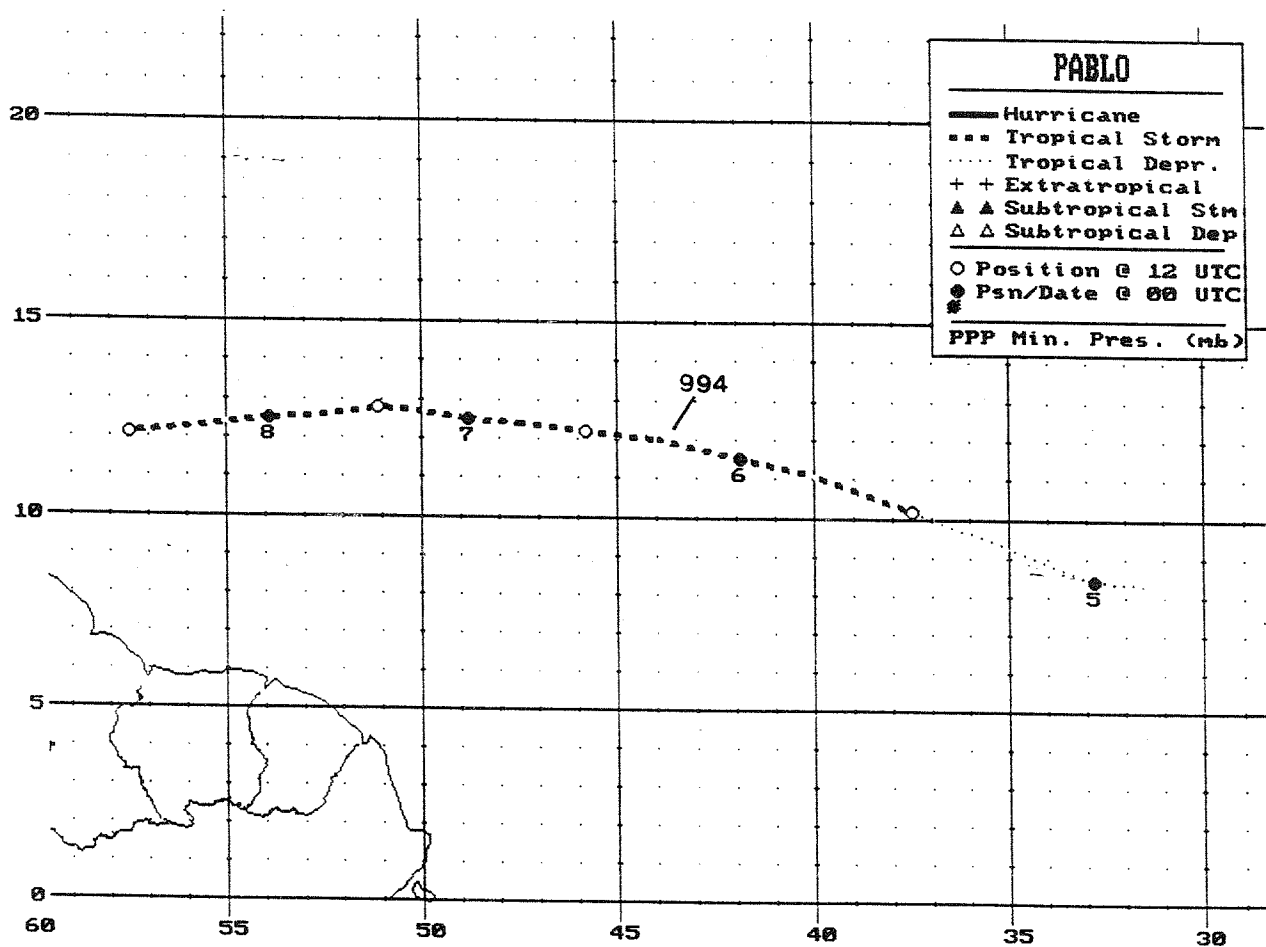 PABLO
Hurricane
Tropical Storm
Tropical Depr.
+ + Extratropical
▲ ▲ Subtropical Stm
△ △ Subtropical Dep
○ Position @ 12 UTC
● Psn/Date @ 00 UTC
#
PPP Min. Pres. (mb)
20
15
994
8
7
6
10
5
5
0
60
55
50
45
40
35
30